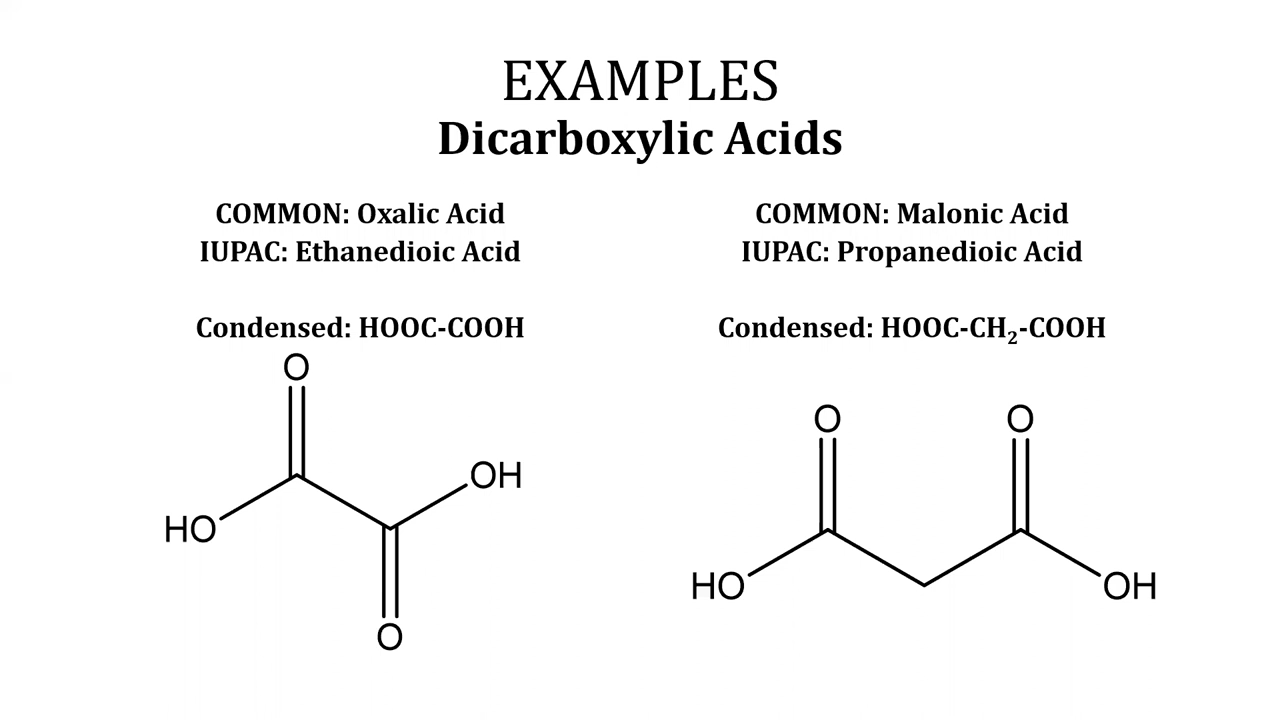 EXAMPLES
Dicarboxylic Acids
COMMON: Oxalic Acid
IUPAC: Ethanedioic Acid
Condensed: HOOC-COOH
O
OH
HO
O
COMMON: Malonic Acid
IUPAC: Propanedioic Acid
Condensed: HOOC-CH₂-COOH
O O
HO OH